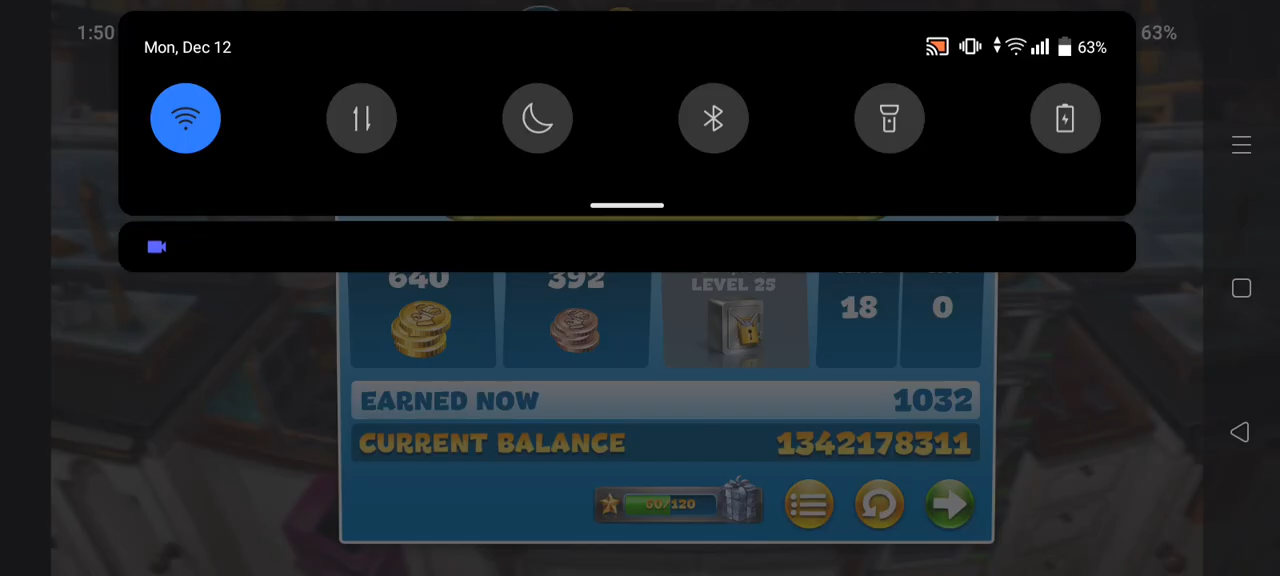 1:50
Mon, Dec 12
63%
63%
640
392
LEVEL 25
18
0
EARNED NOW
1032
CURRENT BALANCE
1342178311
60/120